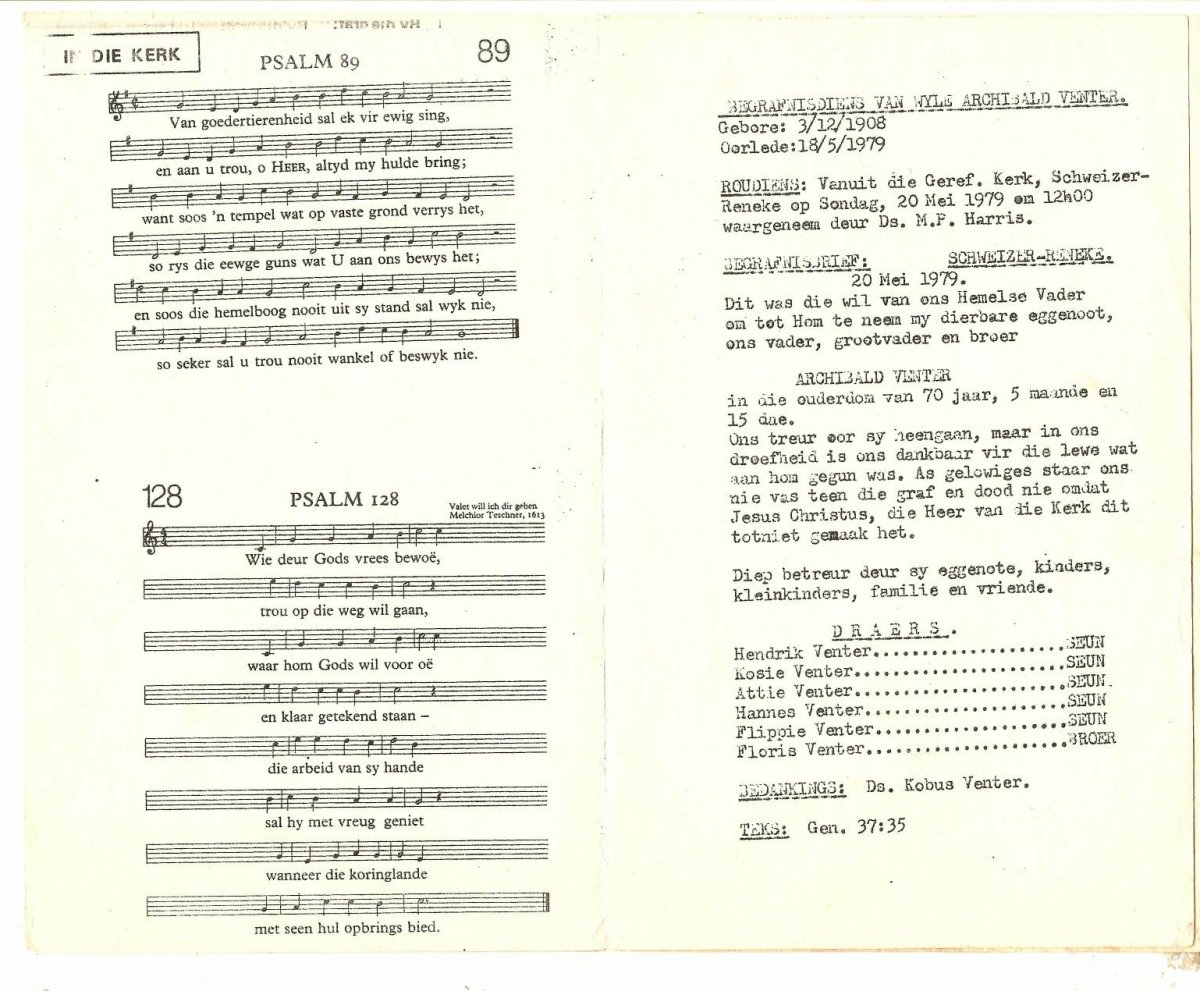 IN DIE KERK
PSALM 89
89
Van goedertierenheid sal ek vir ewig sing,
en aan u trou, o HEER, altyd my hulde bring;
want soos 'n tempel wat op vaste grond verrys het,
so rys die eewge guns wat U aan ons bewys het;
en soos die hemelboog nooit uit sy stand sal wyk nie,
so seker sal u trou nooit wankel of beswyk nie.
128
PSALM 128
Valet will ich dir geben
Melchior Teschner, 1613
Wie deur Gods vrees bewoë,
trou op die weg wil gaan,
waar hom Gods wil voor oë
en klaar getekend staan –
die arbeid van sy hande
sal hy met vreug geniet
wanneer die koringlande
met seen hul opbrings bied.
BEGRAFNISDIENS VAN WYLE ARCHIBALD VENTER.
Gebore: 3/12/1908
Oorlede:18/5/1979
ROUDIENS: Vanuit die Geref. Kerk, Schweizer-
Reneke op Sondag, 20 Mei 1979 om 12h00
waargeneem deur Ds. M.P. Harris.
BEGRAFNISBRIEF: SCHWEIZER-RENEKE.
20 Mei 1979.
Dit was die wil van ons Hemelse Vader
om tot Hom te neem my dierbare eggenoot,
ons vader, grootvader en broer
ARCHIBALD VENTER
in die ouderdom van 70 jaar, 5 maande en
15 dae.
Ons treur oor sy heengaan, maar in ons
droefheid is ons dankbaar vir die lewe wat
aan hom gegun was. As gelowiges staar ons
nie vas teen die graf en dood nie omdat
Jesus Christus, die Heer van die Kerk dit
totniet gemaak het.
Diep betreur deur sy eggenote, kinders,
kleinkinders, familie en vriende.
D R A E R S .
Hendrik Venter.....................SEUN
Kosie Venter.......................SEUN
Attie Venter.......................SEUN.
Hannes Venter......................SEUN
Flippie Venter.....................SEUN
Floris Venter......................BROER
BEDANKINGS: Ds. Kobus Venter.
TEKS: Gen. 37:35